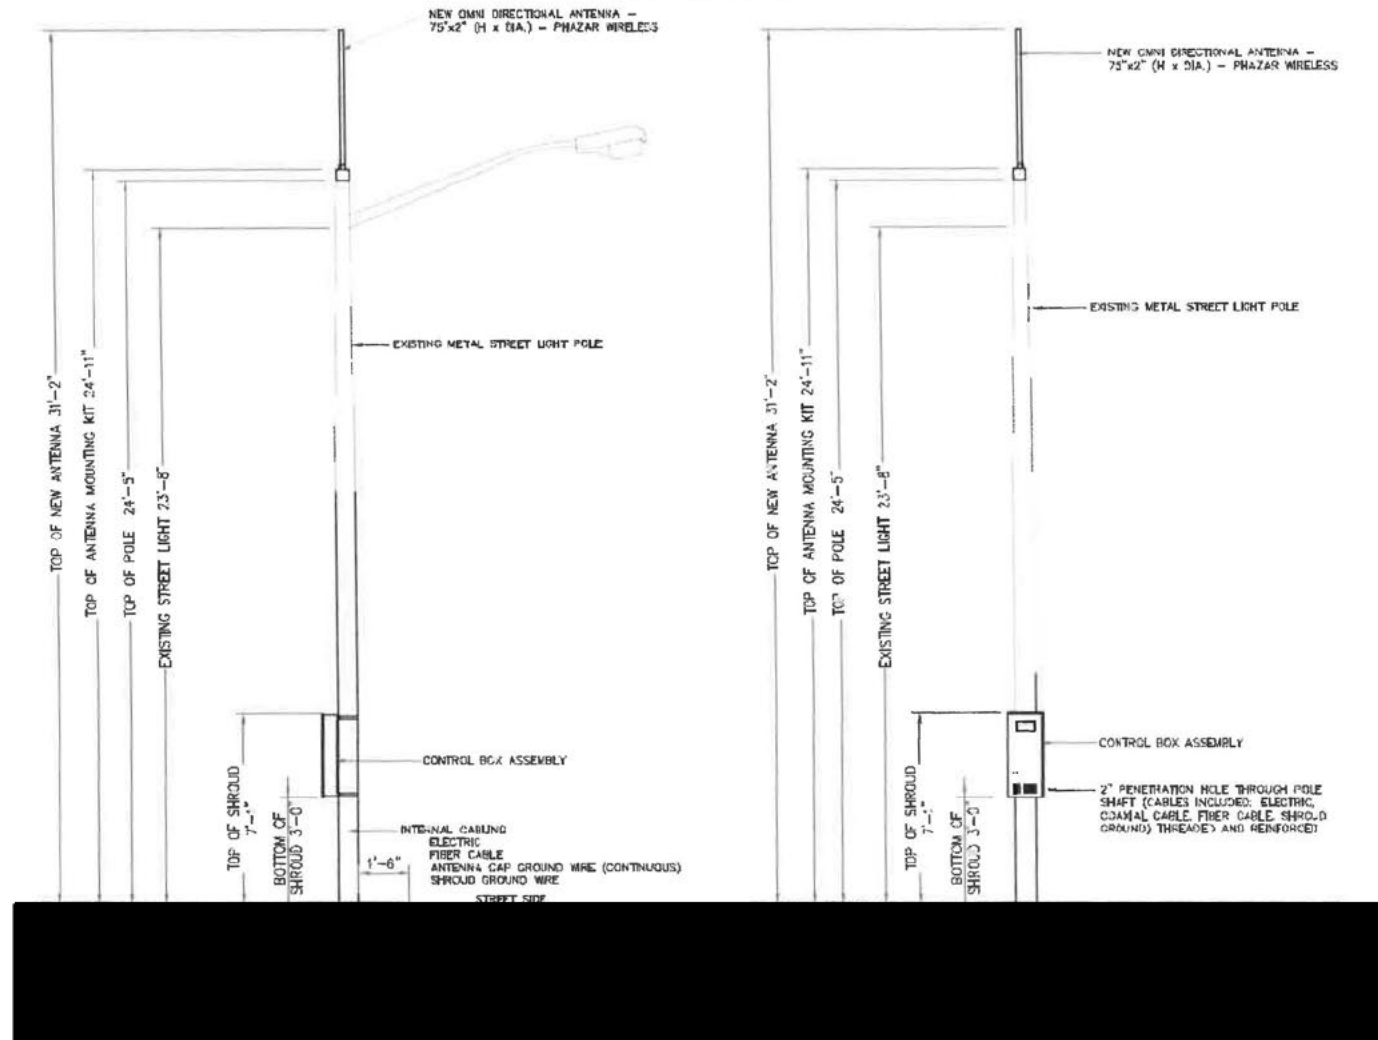 NEW OMNI DIRECTIONAL ANTENNA –
75"x2" (H x DIA.) – PHAZAR WIRELESS
TOP OF NEW ANTENNA 31'-2"
TOP OF ANTENNA MOUNTING KIT 24'-11"
TOP OF POLE 24'-5"
EXISTING STREET LIGHT 23'-8"
EXISTING METAL STREET LIGHT POLE
TOP OF SHROUD
BOTTOM OF
SHROUD 3'-0"
CONTROL BOX ASSEMBLY
INTERNAL CABLING
ELECTRIC
FIBER CABLE
ANTENNA CAP GROUND WIRE (CONTINUOUS)
SHROUD GROUND WIRE
1'-6"
STREET SIDE
NEW OMNI DIRECTIONAL ANTENNA –
75"x2" (H x DIA.) – PHAZAR WIRELESS
TOP OF NEW ANTENNA 31'-2"
TOP OF ANTENNA MOUNTING KIT 24'-11"
TOP OF POLE 24'-5"
EXISTING STREET LIGHT 23'-8"
EXISTING METAL STREET LIGHT POLE
TOP OF SHROUD
BOTTOM OF
SHROUD 3'-0"
CONTROL BOX ASSEMBLY
2" PENETRATION HOLE THROUGH POLE
SHAFT (CABLES INCLUDED: ELECTRIC,
COAXIAL CABLE, FIBER CABLE, SHROUD
GROUND) THREADED AND REINFORCED